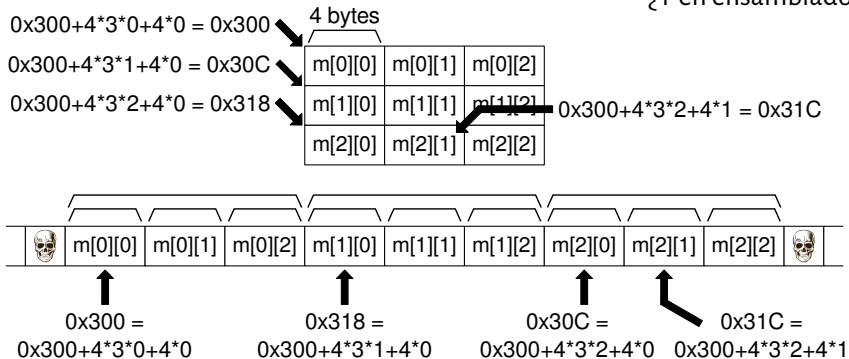 ¿Y en ensamblado
4 bytes
0x300+4*3*0+4*0 = 0x300
0x300+4*3*1+4*0 = 0x30C
0x300+4*3*2+4*0 = 0x318
m[0][0] m[0][1] m[0][2]
m[1][0] m[1][1] m[1][2]
m[2][0] m[2][1] m[2][2]
0x300+4*3*2+4*1 = 0x31C
m[0][0] m[0][1] m[0][2] m[1][0] m[1][1] m[1][2] m[2][0] m[2][1] m[2][2]
0x300 =
0x300+4*3*0+4*0
0x318 =
0x300+4*3*1+4*0
0x30C =
0x300+4*3*2+4*0
0x31C =
0x300+4*3*2+4*1